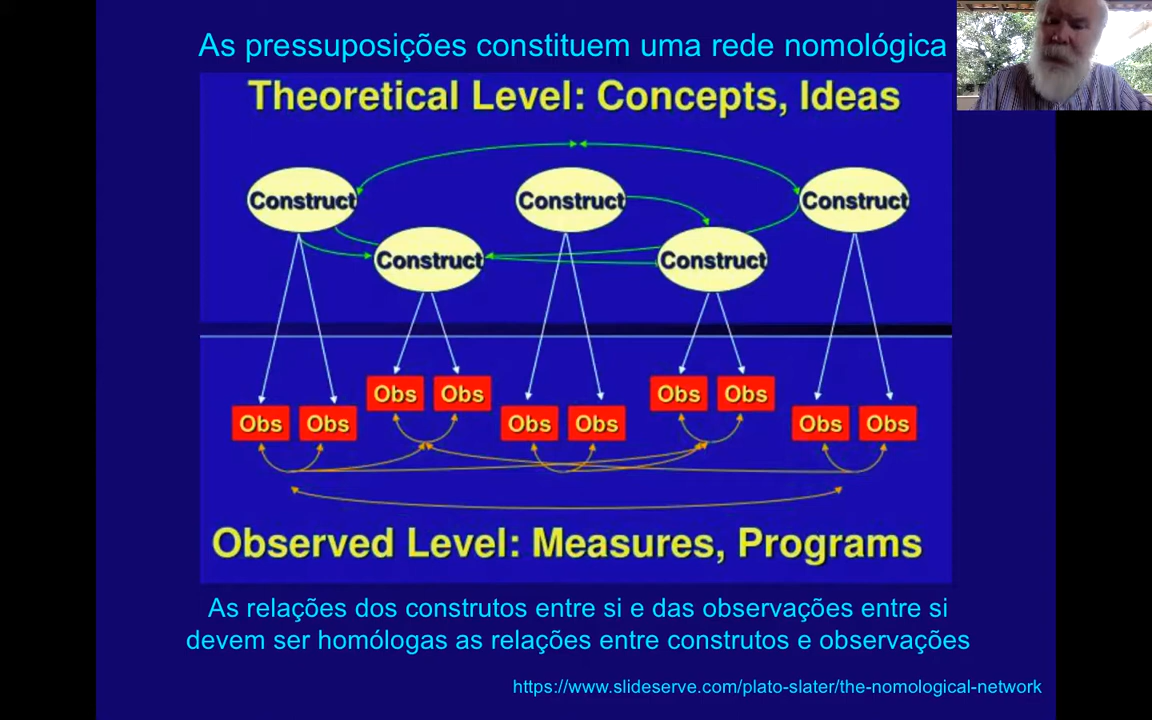 As pressuposições constituem uma rede nomológica
Theoretical Level: Concepts, Ideas
Construct Construct Construct
Construct Construct
Obs Obs Obs Obs
Obs Obs Obs Obs Obs Obs
Observed Level: Measures, Programs
As relações dos construtos entre si e das observações entre si
devem ser homólogas as relações entre construtos e observações
https://www.slideserve.com/plato-slater/the-nomological-network